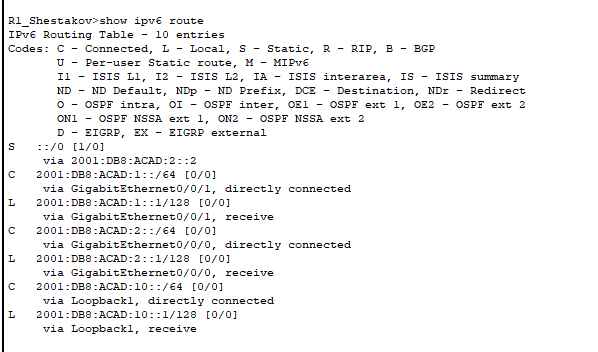 R1_Shestakov>show ipv6 route
IPv6 Routing Table - 10 entries
Codes: C - Connected, L - Local, S - Static, R - RIP, B - BGP
U - Per-user Static route, M - MIPv6
I1 - ISIS L1, I2 - ISIS L2, IA - ISIS interarea, IS - ISIS summary
ND - ND Default, NDp - ND Prefix, DCE - Destination, NDr - Redirect
O - OSPF intra, OI - OSPF inter, OE1 - OSPF ext 1, OE2 - OSPF ext 2
ON1 - OSPF NSSA ext 1, ON2 - OSPF NSSA ext 2
D - EIGRP, EX - EIGRP external
S ::/0 [1/0]
via 2001:DB8:ACAD:2::2
C 2001:DB8:ACAD:1::/64 [0/0]
via GigabitEthernet0/0/1, directly connected
L 2001:DB8:ACAD:1::1/128 [0/0]
via GigabitEthernet0/0/1, receive
C 2001:DB8:ACAD:2::/64 [0/0]
via GigabitEthernet0/0/0, directly connected
L 2001:DB8:ACAD:2::1/128 [0/0]
via GigabitEthernet0/0/0, receive
C 2001:DB8:ACAD:10::/64 [0/0]
via Loopback1, directly connected
L 2001:DB8:ACAD:10::1/128 [0/0]
via Loopback1, receive